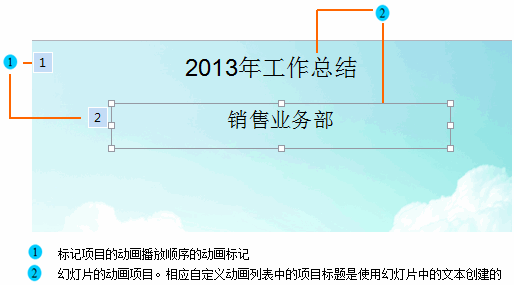 2
1
1
2013年工作总结
2
销售业务部
1 标记项目的动画播放顺序的动画标记
2 幻灯片的动画项目。相应自定义动画列表中的项目标题是使用幻灯片中的文本创建的